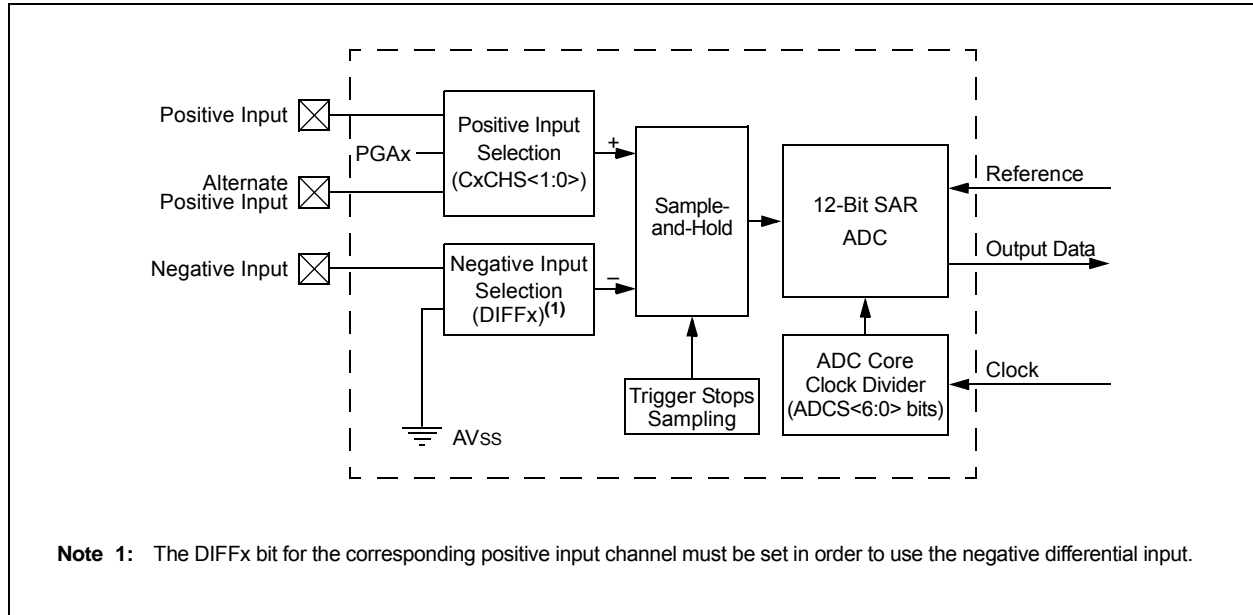 Positive Input
PGAx
Alternate
Positive Input
Negative Input
Positive Input
Selection
(CxCHS<1:0>)
+
Negative Input
Selection
(DIFFx)(1)
–
AVSS
Sample-
and-Hold
Trigger Stops
Sampling
12-Bit SAR
ADC
ADC Core
Clock Divider
(ADCS<6:0> bits)
Reference
Output Data
Clock
Note 1: The DIFFx bit for the corresponding positive input channel must be set in order to use the negative differential input.